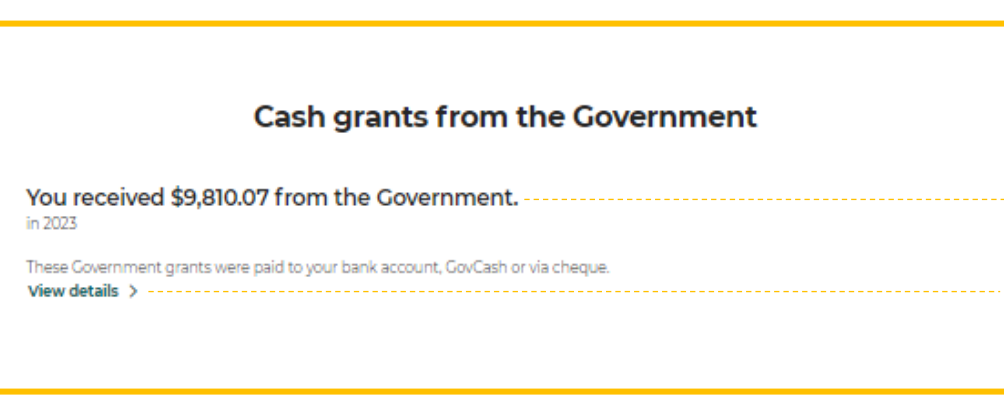 Cash grants from the Government
You received $9,810.07 from the Government.
in 2023
These Government grants were paid to your bank account, GovCash or via cheque.
View details >